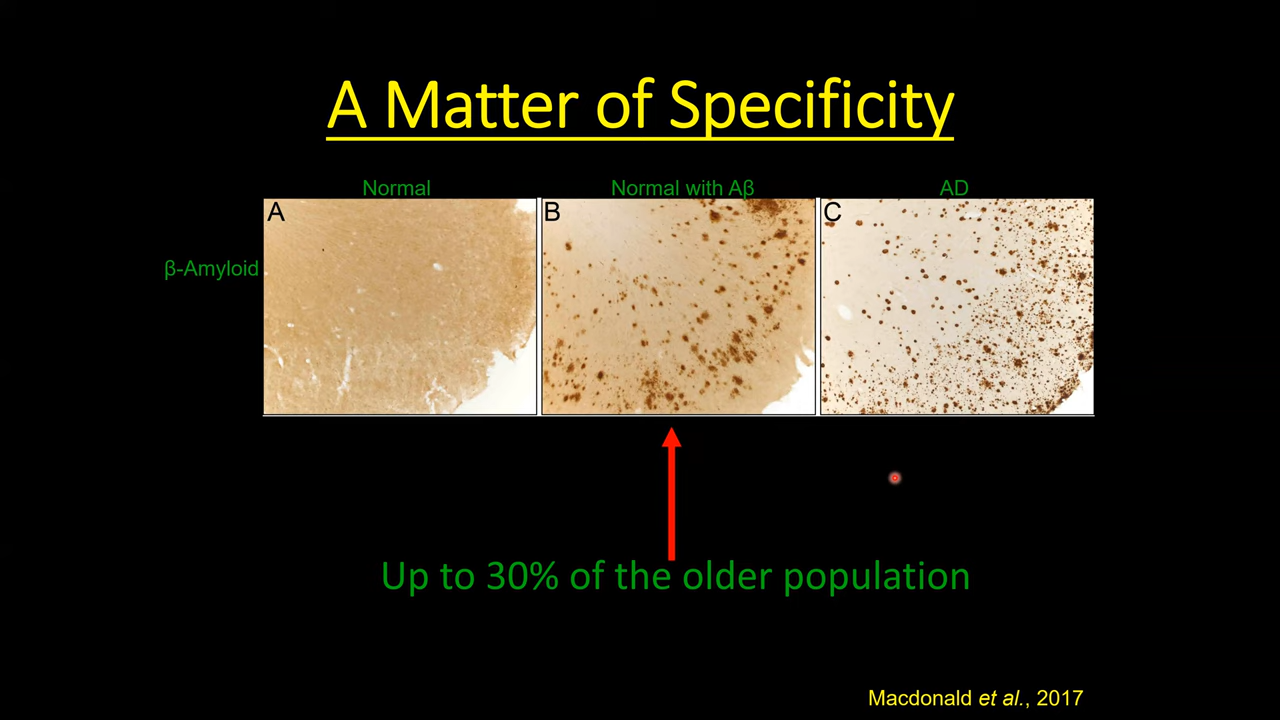 A Matter of Specificity
Normal
Normal with Aβ
AD
β-Amyloid
A
B
C
Up to 30% of the older population
Macdonald et al., 2017